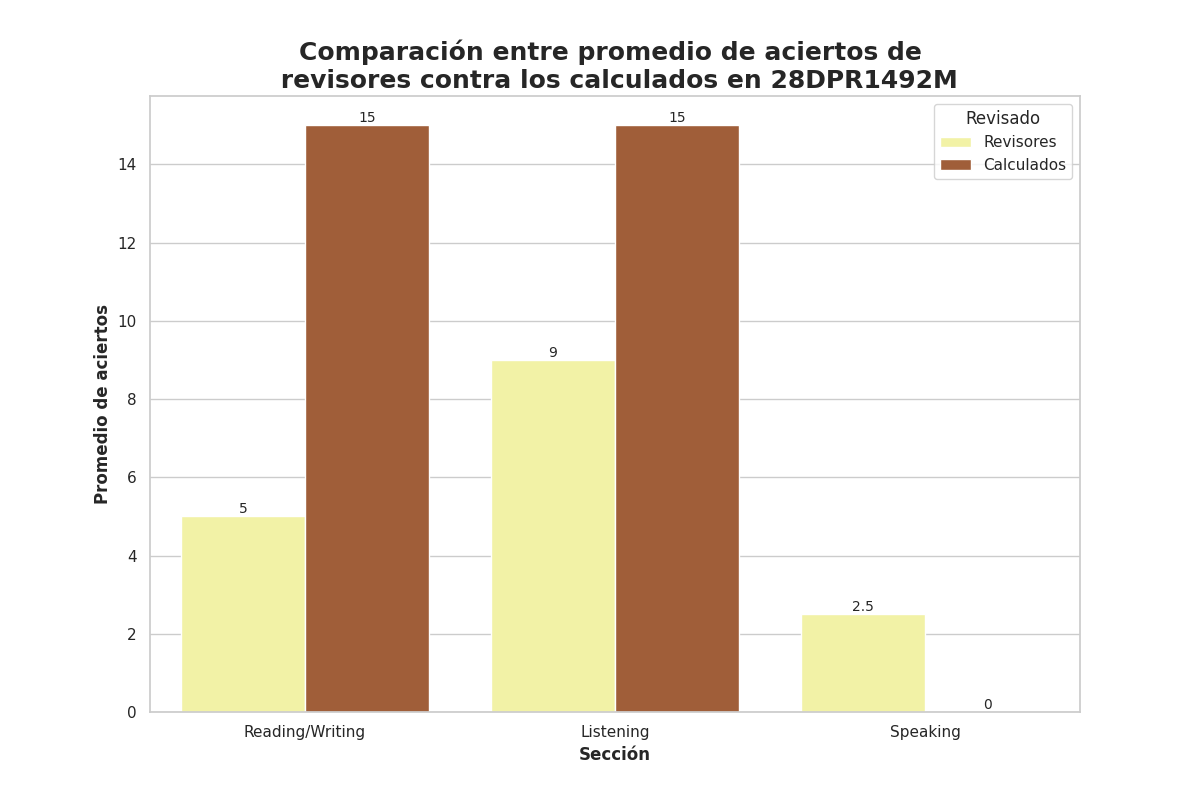 Comparación entre promedio de aciertos de
revisores contra los calculados en 28DPR1492M
Revisado
Revisores
Calculados
Promedio de aciertos
14
12
10
8
6
4
2
0
5
15
9
15
2.5
0
Reading/Writing
Listening
Speaking
Sección